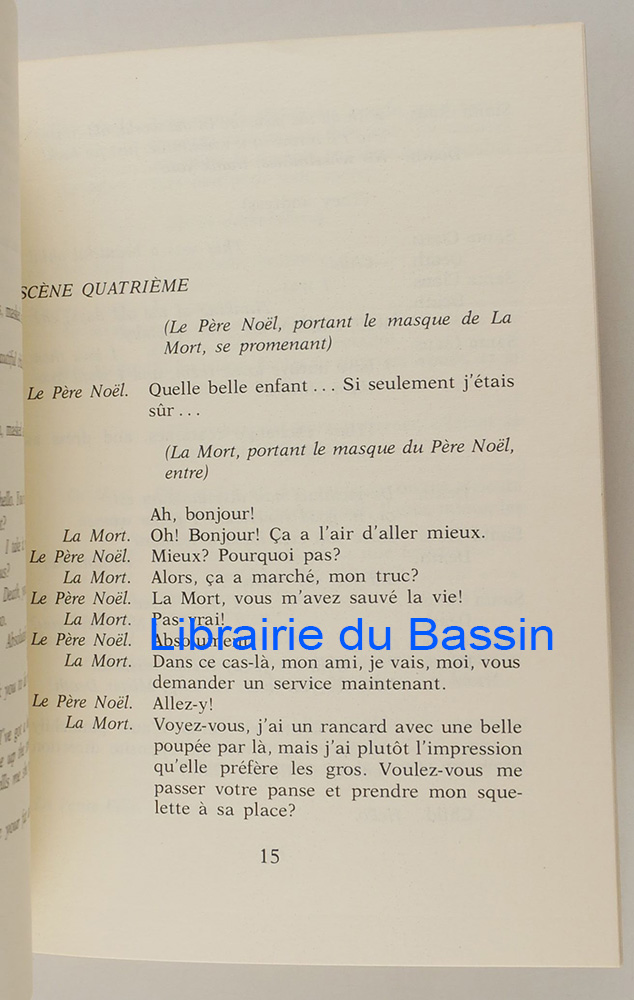 SCÈNE QUATRIÈME
(Le Père Noël, portant le masque de La
Mort, se promenant)
Le Père Noël. Quelle belle enfant ... Si seulement j'étais
sûr ...
(La Mort, portant le masque du Père Noël,
entre)
Ah, bonjour!
La Mort. Oh! Bonjour! Ça a l'air d'aller mieux.
Le Père Noël. Mieux? Pourquoi pas?
La Mort. Alors, ça a marché, mon truc?
Le Père Noël. La Mort, vous m'avez sauvé la vie!
La Mort. Pas vrai!
Le Père Noël. Absolument!
Librairie du Bassin
La Mort. Dans ce cas-là, mon ami, je vais, moi, vous
demander un service maintenant.
Le Père Noël. Allez-y!
La Mort. Voyez-vous, j'ai un rancard avec une belle
poupée par là, mais j'ai plutôt l'impression
qu'elle préfère les gros. Voulez-vous me
passer votre panse et prendre mon sque-
lette à sa place?
15